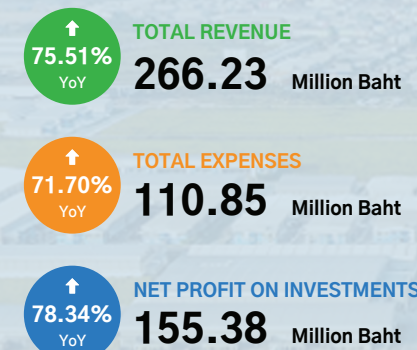 75.51%
YoY
TOTAL REVENUE
266.23 Million Baht
71.70%
YoY
TOTAL EXPENSES
110.85 Million Baht
78.34%
YoY
NET PROFIT ON INVESTMENTS
155.38 Million Baht